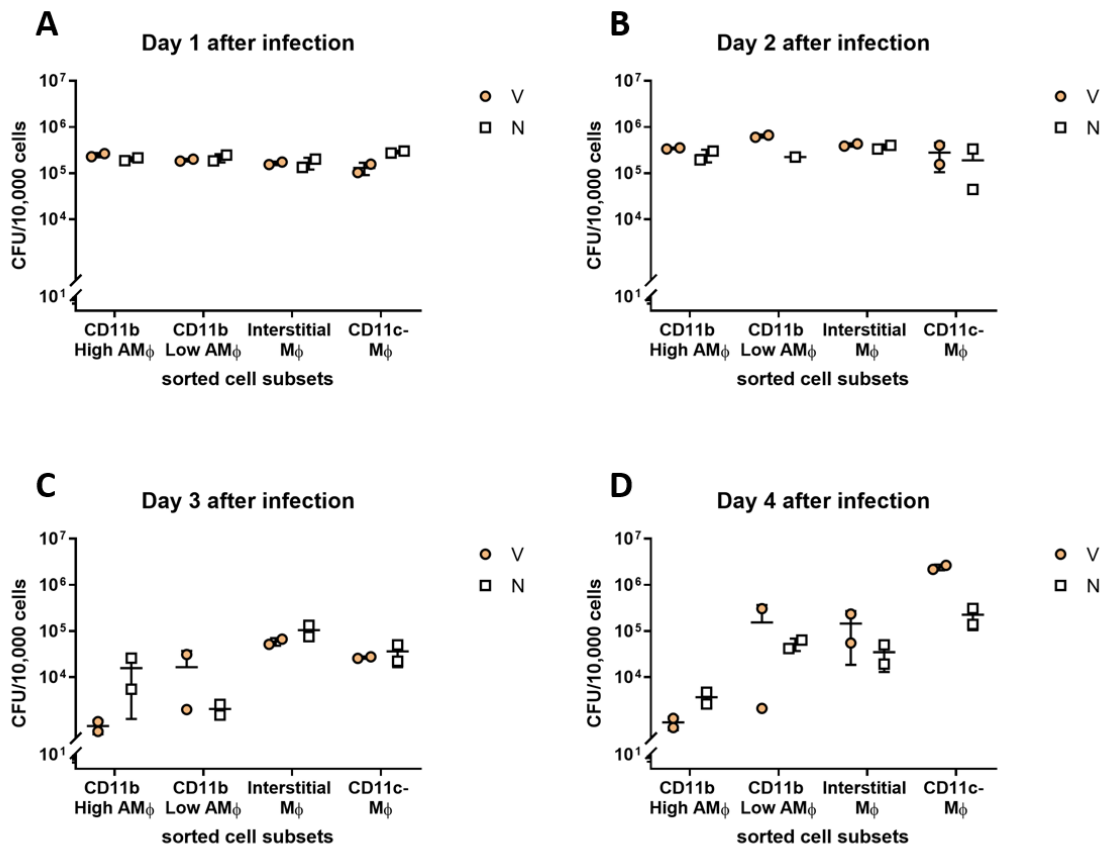 A
Day 1 after infection
CFU/10,000 cells
10⁷
10⁶
10⁵
10⁴
10¹
CD11b
High AMϕ
CD11b
Low AMϕ
Interstitial
Mϕ
CD11c-
Mϕ
sorted cell subsets
V
N
B
Day 2 after infection
CFU/10,000 cells
10⁷
10⁶
10⁵
10⁴
10¹
CD11b
High AMϕ
CD11b
Low AMϕ
Interstitial
Mϕ
CD11c-
Mϕ
sorted cell subsets
V
N
C
Day 3 after infection
CFU/10,000 cells
10⁷
10⁶
10⁵
10⁴
10¹
CD11b
High AMϕ
CD11b
Low AMϕ
Interstitial
Mϕ
CD11c-
Mϕ
sorted cell subsets
V
N
D
Day 4 after infection
CFU/10,000 cells
10⁷
10⁶
10⁵
10⁴
10¹
CD11b
High AMϕ
CD11b
Low AMϕ
Interstitial
Mϕ
CD11c-
Mϕ
sorted cell subsets
V
N